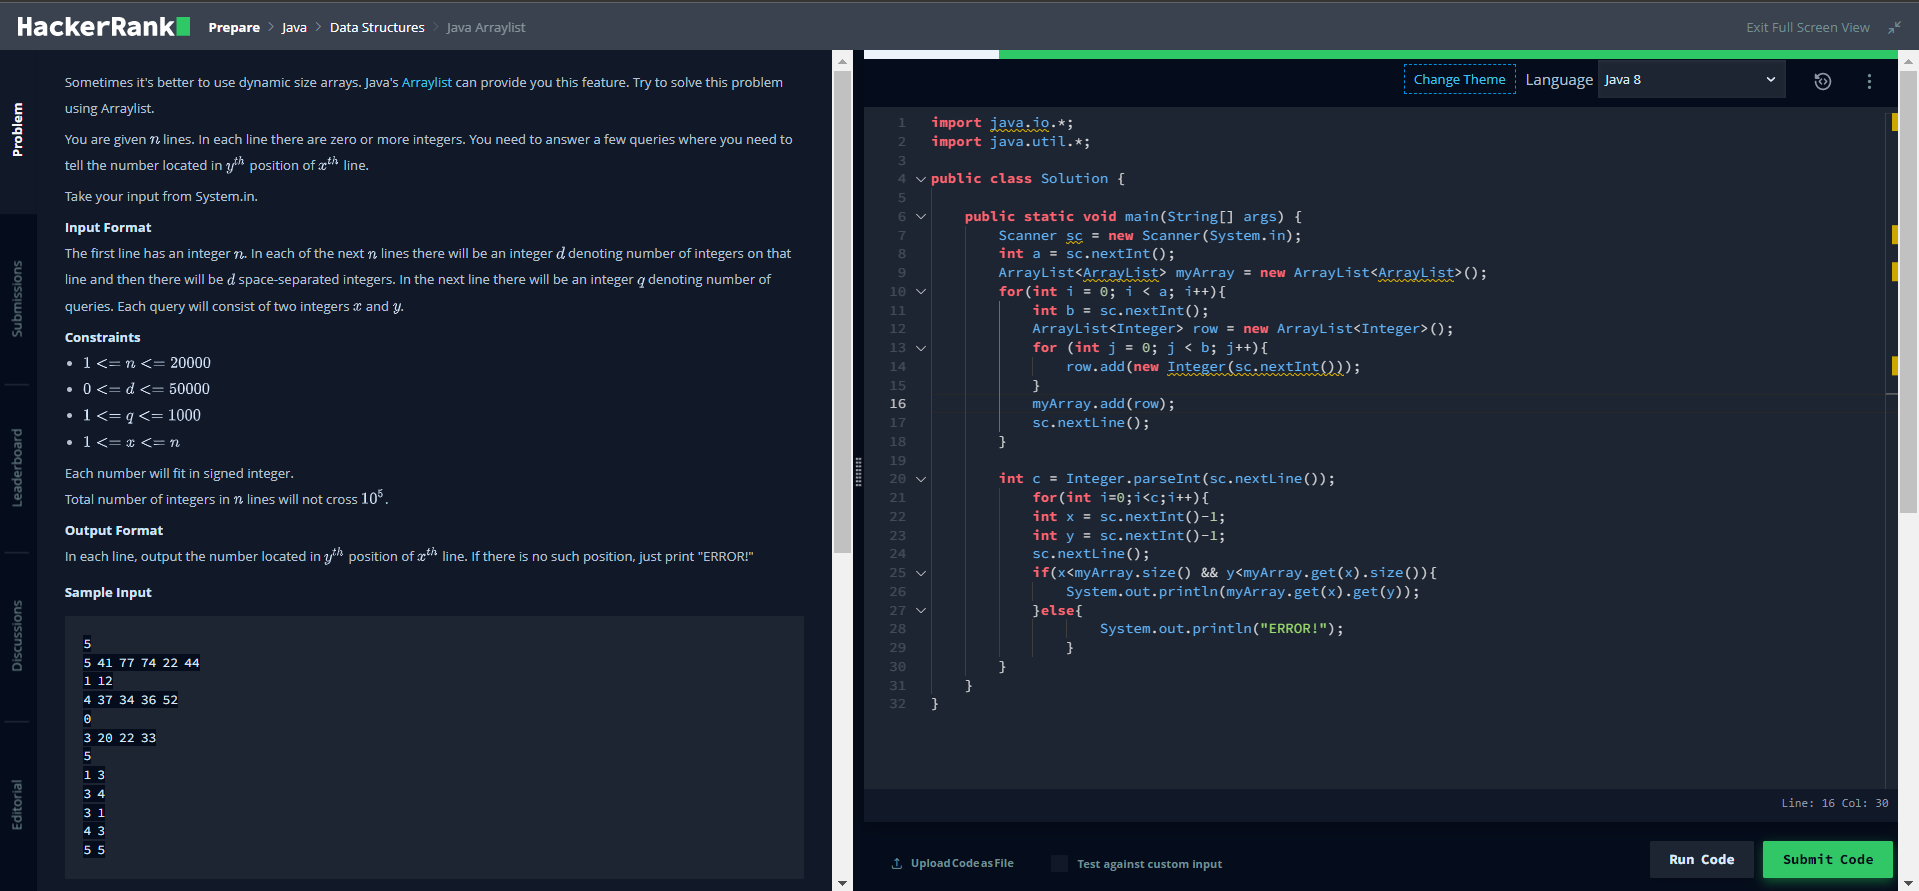 HackerRank Prepare > Java > Data Structures > Java Arraylist
Exit Full Screen View
Problem
Submissions
Leaderboard
Discussions
Editorial
Sometimes it's better to use dynamic size arrays. Java's Arraylist can provide you this feature. Try to solve this problem
using Arraylist.
You are given n lines. In each line there are zero or more integers. You need to answer a few queries where you need to
tell the number located in yth position of xth line.
Take your input from System.in.
Input Format
The first line has an integer n. In each of the next n lines there will be an integer d denoting number of integers on that
line and then there will be d space-separated integers. In the next line there will be an integer q denoting number of
queries. Each query will consist of two integers x and y.
Constraints
• 1 <= n <= 20000
• 0 <= d <= 50000
• 1 <= q <= 1000
• 1 <= x <= n
Each number will fit in signed integer.
Total number of integers in n lines will not cross 10^5.
Output Format
In each line, output the number located in yth position of xth line. If there is no such position, just print "ERROR!"
Sample Input
5
5 41 77 74 22 44
1 12
4 37 34 36 52
0
3 20 22 33
5
1 3
3 4
3 1
4 3
5 5
Change Theme Language Java 8
1 import java.io.*;
2 import java.util.*;
3
4 public class Solution {
5
6 public static void main(String[] args) {
7 Scanner sc = new Scanner(System.in);
8 int a = sc.nextInt();
9 ArrayList<ArrayList> myArray = new ArrayList<ArrayList>();
10 for(int i = 0; i < a; i++){
11 int b = sc.nextInt();
12 ArrayList<Integer> row = new ArrayList<Integer>();
13 for (int j = 0; j < b; j++){
14 row.add(new Integer(sc.nextInt()));
15 }
16 myArray.add(row);
17 sc.nextLine();
18 }
19
20 int c = Integer.parseInt(sc.nextLine());
21 for(int i=0;i<c;i++){
22 int x = sc.nextInt()-1;
23 int y = sc.nextInt()-1;
24 sc.nextLine();
25 if(x<myArray.size() && y<myArray.get(x).size()){
26 System.out.println(myArray.get(x).get(y));
27 }else{
28 System.out.println("ERROR!");
29 }
30 }
31 }
32 }
Line: 16 Col: 30
Upload Code as File
Test against custom input
Run Code
Submit Code